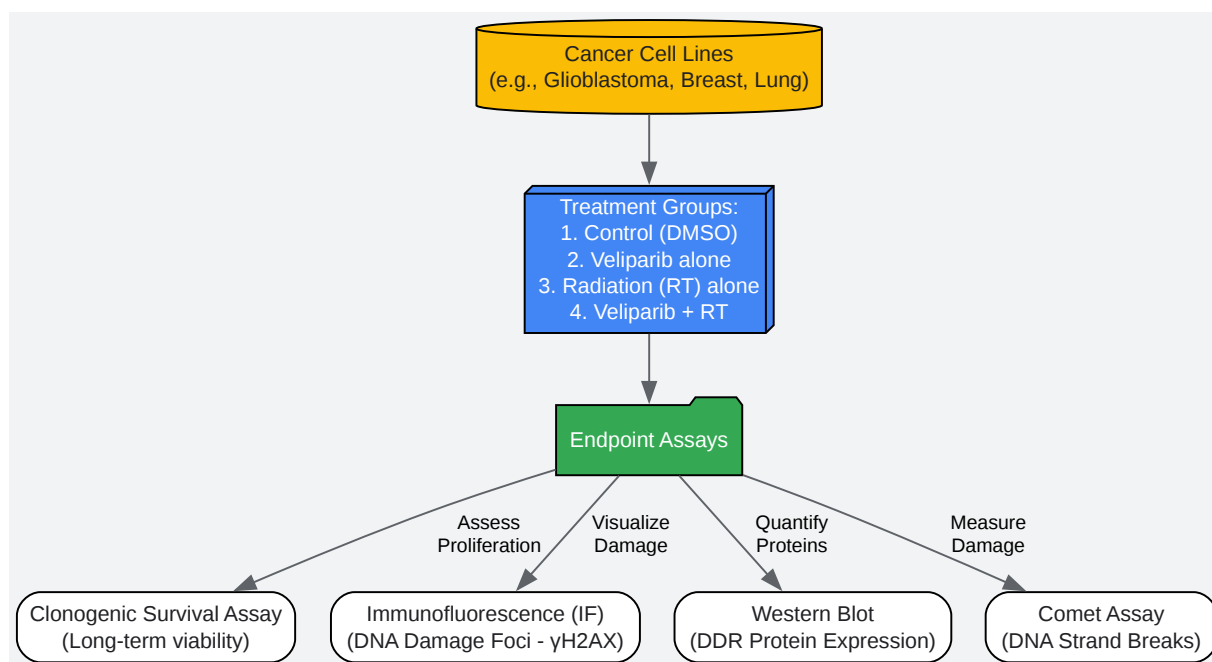 Cancer Cell Lines
(e.g., Glioblastoma, Breast, Lung)
Treatment Groups:
1. Control (DMSO)
2. Veliparib alone
3. Radiation (RT) alone
4. Veliparib + RT
Endpoint Assays
Assess
Proliferation
Visualize
Damage
Quantify
Proteins
Measure
Damage
Clonogenic Survival Assay
(Long-term viability)
Immunofluorescence (IF)
(DNA Damage Foci - γH2AX)
Western Blot
(DDR Protein Expression)
Comet Assay
(DNA Strand Breaks)